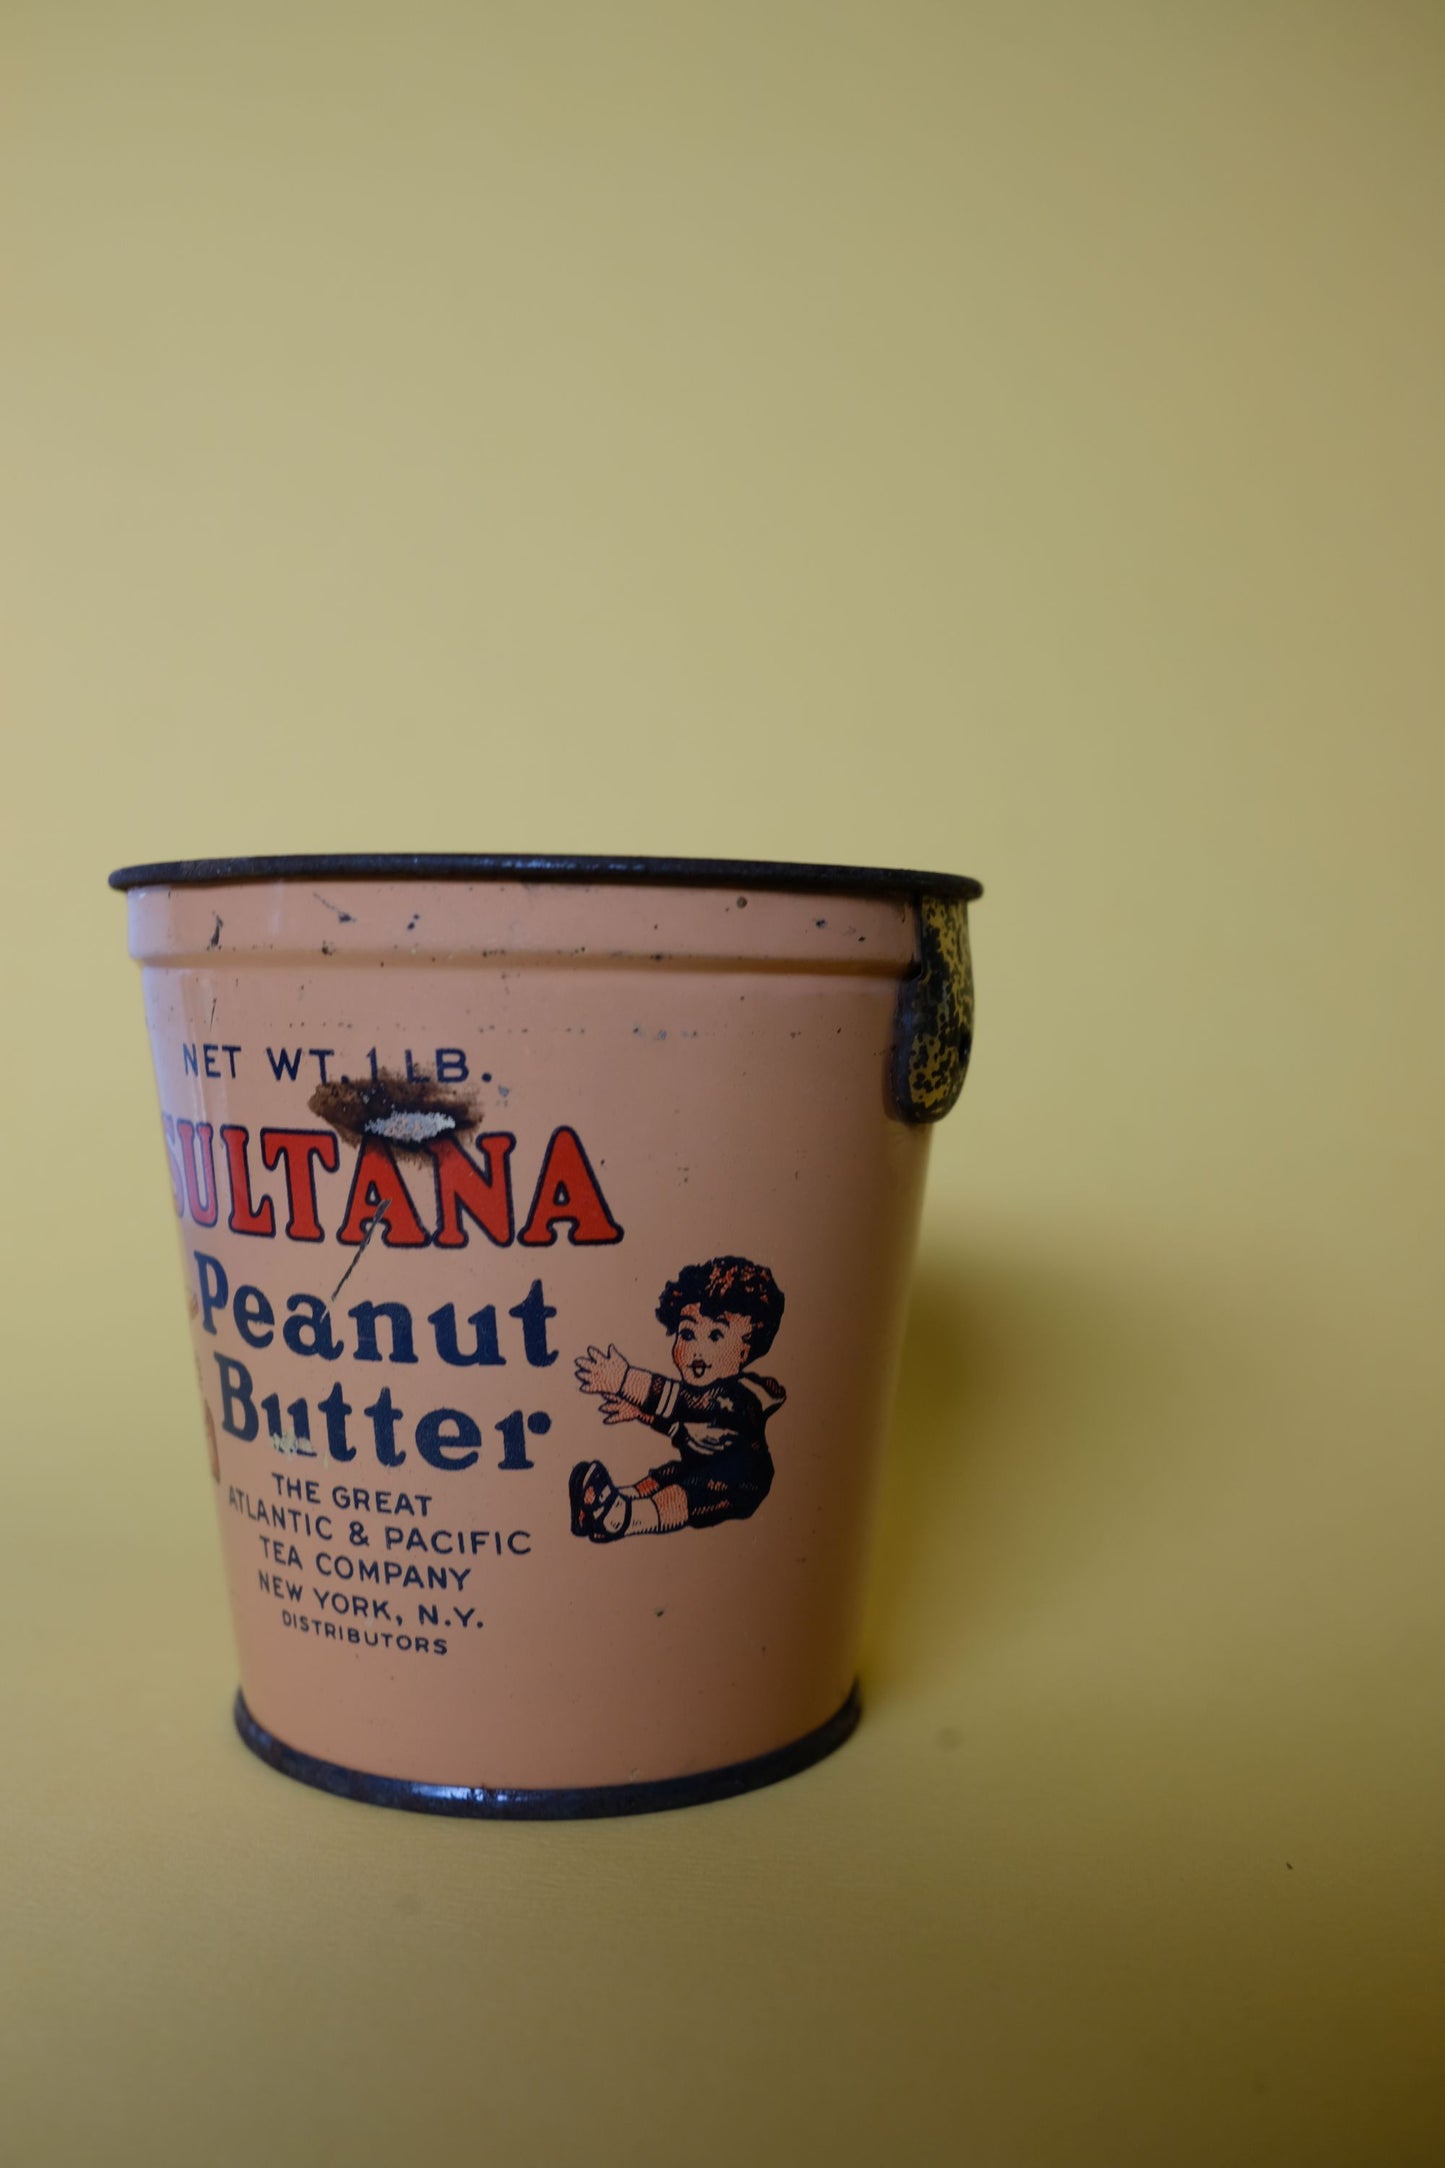 NET WT. 1 LB.
SULTANA
Peanut
Butter
THE GREAT
ATLANTIC & PACIFIC
TEA COMPANY
NEW YORK, N.Y.
DISTRIBUTORS